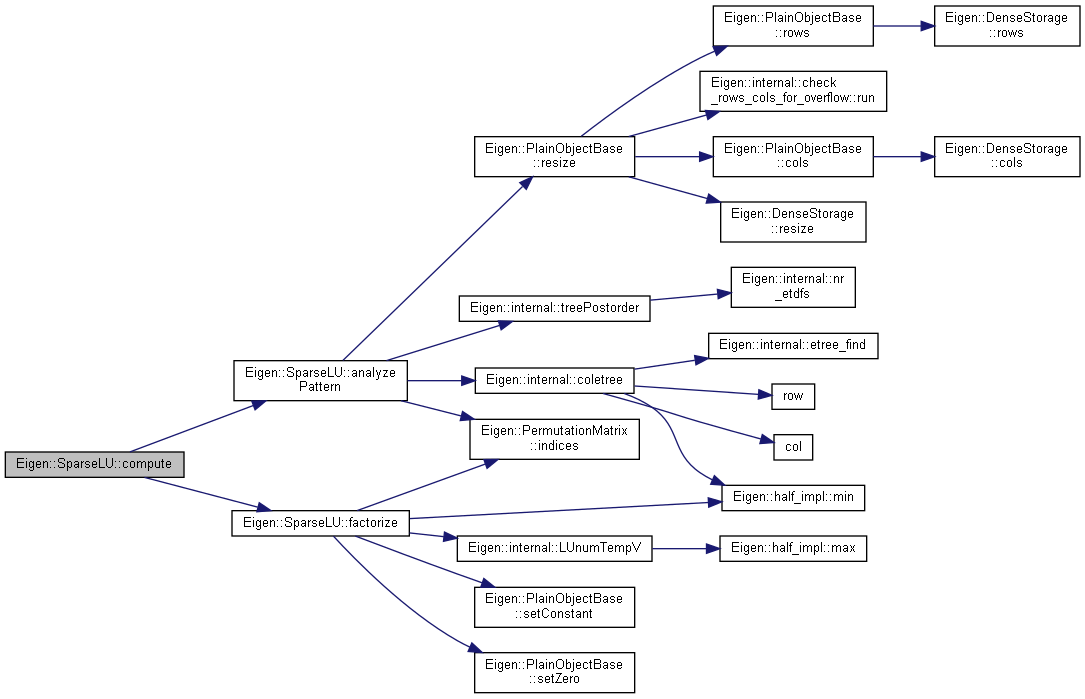 Eigen::PlainObjectBase
::rows
Eigen::DenseStorage
::rows
Eigen::internal::check
_rows_cols_for_overflow::run
Eigen::PlainObjectBase
::resize
Eigen::PlainObjectBase
::cols
Eigen::DenseStorage
::cols
Eigen::DenseStorage
::resize
Eigen::internal::nr
_etdfs
Eigen::internal::treePostorder
Eigen::internal::etree_find
Eigen::SparseLU::analyze
Pattern
Eigen::internal::coletree
row
Eigen::PermutationMatrix
::indices
col
Eigen::SparseLU::compute
Eigen::half_impl::min
Eigen::SparseLU::factorize
Eigen::internal::LUnumTempV
Eigen::half_impl::max
Eigen::PlainObjectBase
::setConstant
Eigen::PlainObjectBase
::setZero